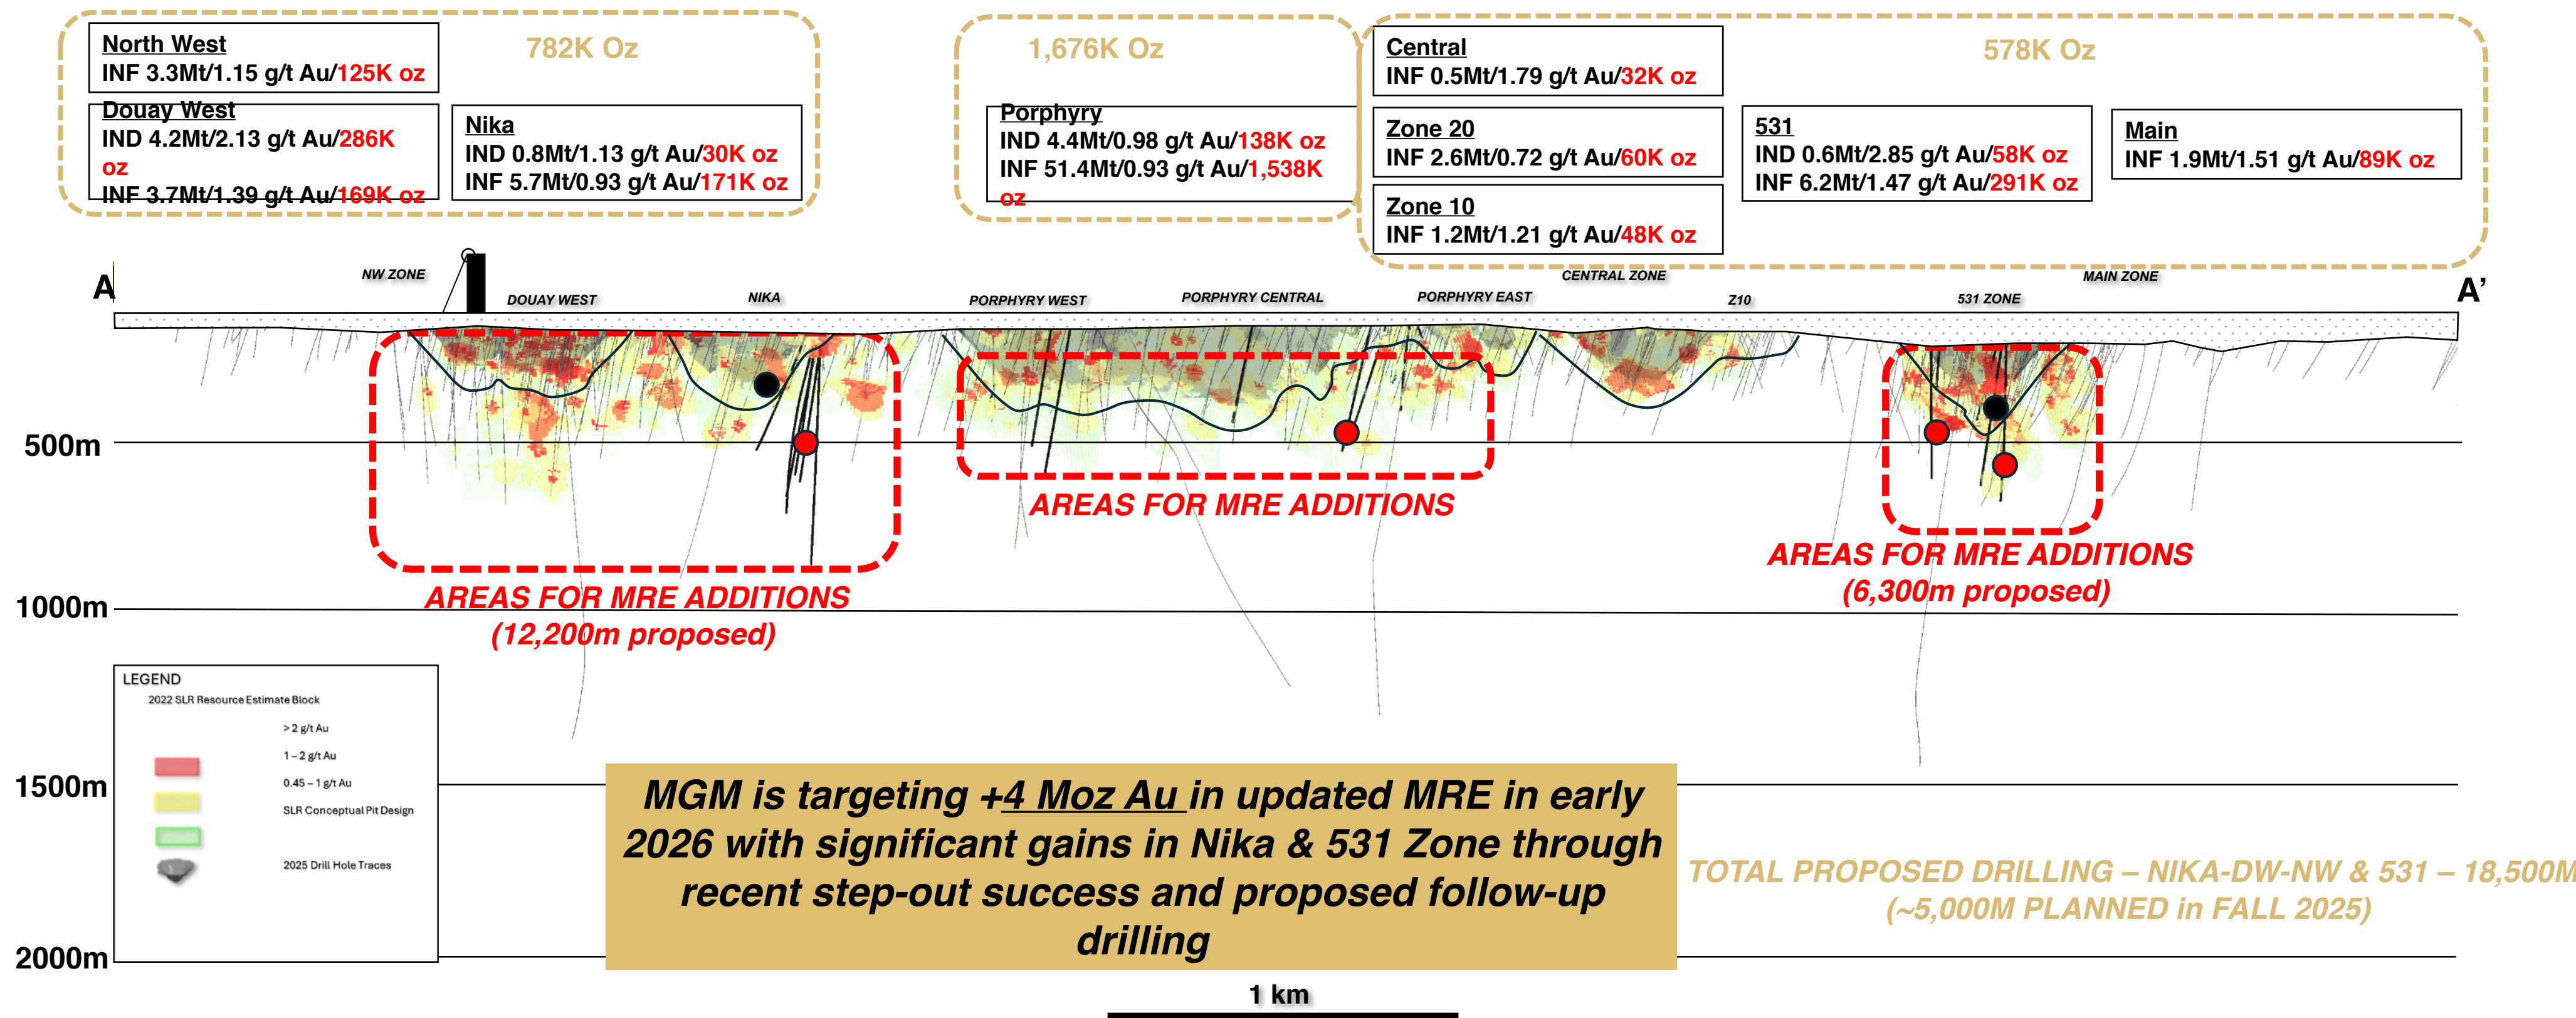 North West
INF 3.3Mt/1.15 g/t Au/125K oz
782K Oz
Douay West
IND 4.2Mt/2.13 g/t Au/286K
oz
INF 3.7Mt/1.39 g/t Au/169K oz
Nika
IND 0.8Mt/1.13 g/t Au/30K oz
INF 5.7Mt/0.93 g/t Au/171K oz
1,676K Oz
Porphyry
IND 4.4Mt/0.98 g/t Au/138K oz
INF 51.4Mt/0.93 g/t Au/1,538K
oz
Central
INF 0.5Mt/1.79 g/t Au/32K oz
578K Oz
Zone 20
INF 2.6Mt/0.72 g/t Au/60K oz
Zone 10
INF 1.2Mt/1.21 g/t Au/48K oz
531
IND 0.6Mt/2.85 g/t Au/58K oz
INF 6.2Mt/1.47 g/t Au/291K oz
Main
INF 1.9Mt/1.51 g/t Au/89K oz
A
NW ZONE
DOUAY WEST
NIKA
PORPHYRY WEST
PORPHYRY CENTRAL
PORPHYRY EAST
CENTRAL ZONE
Z10
531 ZONE
MAIN ZONE
A’
500m
AREAS FOR MRE ADDITIONS
AREAS FOR MRE ADDITIONS
(6,300m proposed)
AREAS FOR MRE ADDITIONS
(12,200m proposed)
1000m
LEGEND
2022 SLR Resource Estimate Block
> 2 g/t Au
1 – 2 g/t Au
0.45 – 1 g/t Au
SLR Conceptual Pit Design
2025 Drill Hole Traces
1500m
MGM is targeting +4 Moz Au in updated MRE in early
2026 with significant gains in Nika & 531 Zone through
recent step-out success and proposed follow-up
drilling
TOTAL PROPOSED DRILLING – NIKA-DW-NW & 531 – 18,500M
(~5,000M PLANNED in FALL 2025)
2000m
1 km